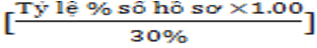 [Tỷ lệ % số hồ sơ ×1.00
30%]